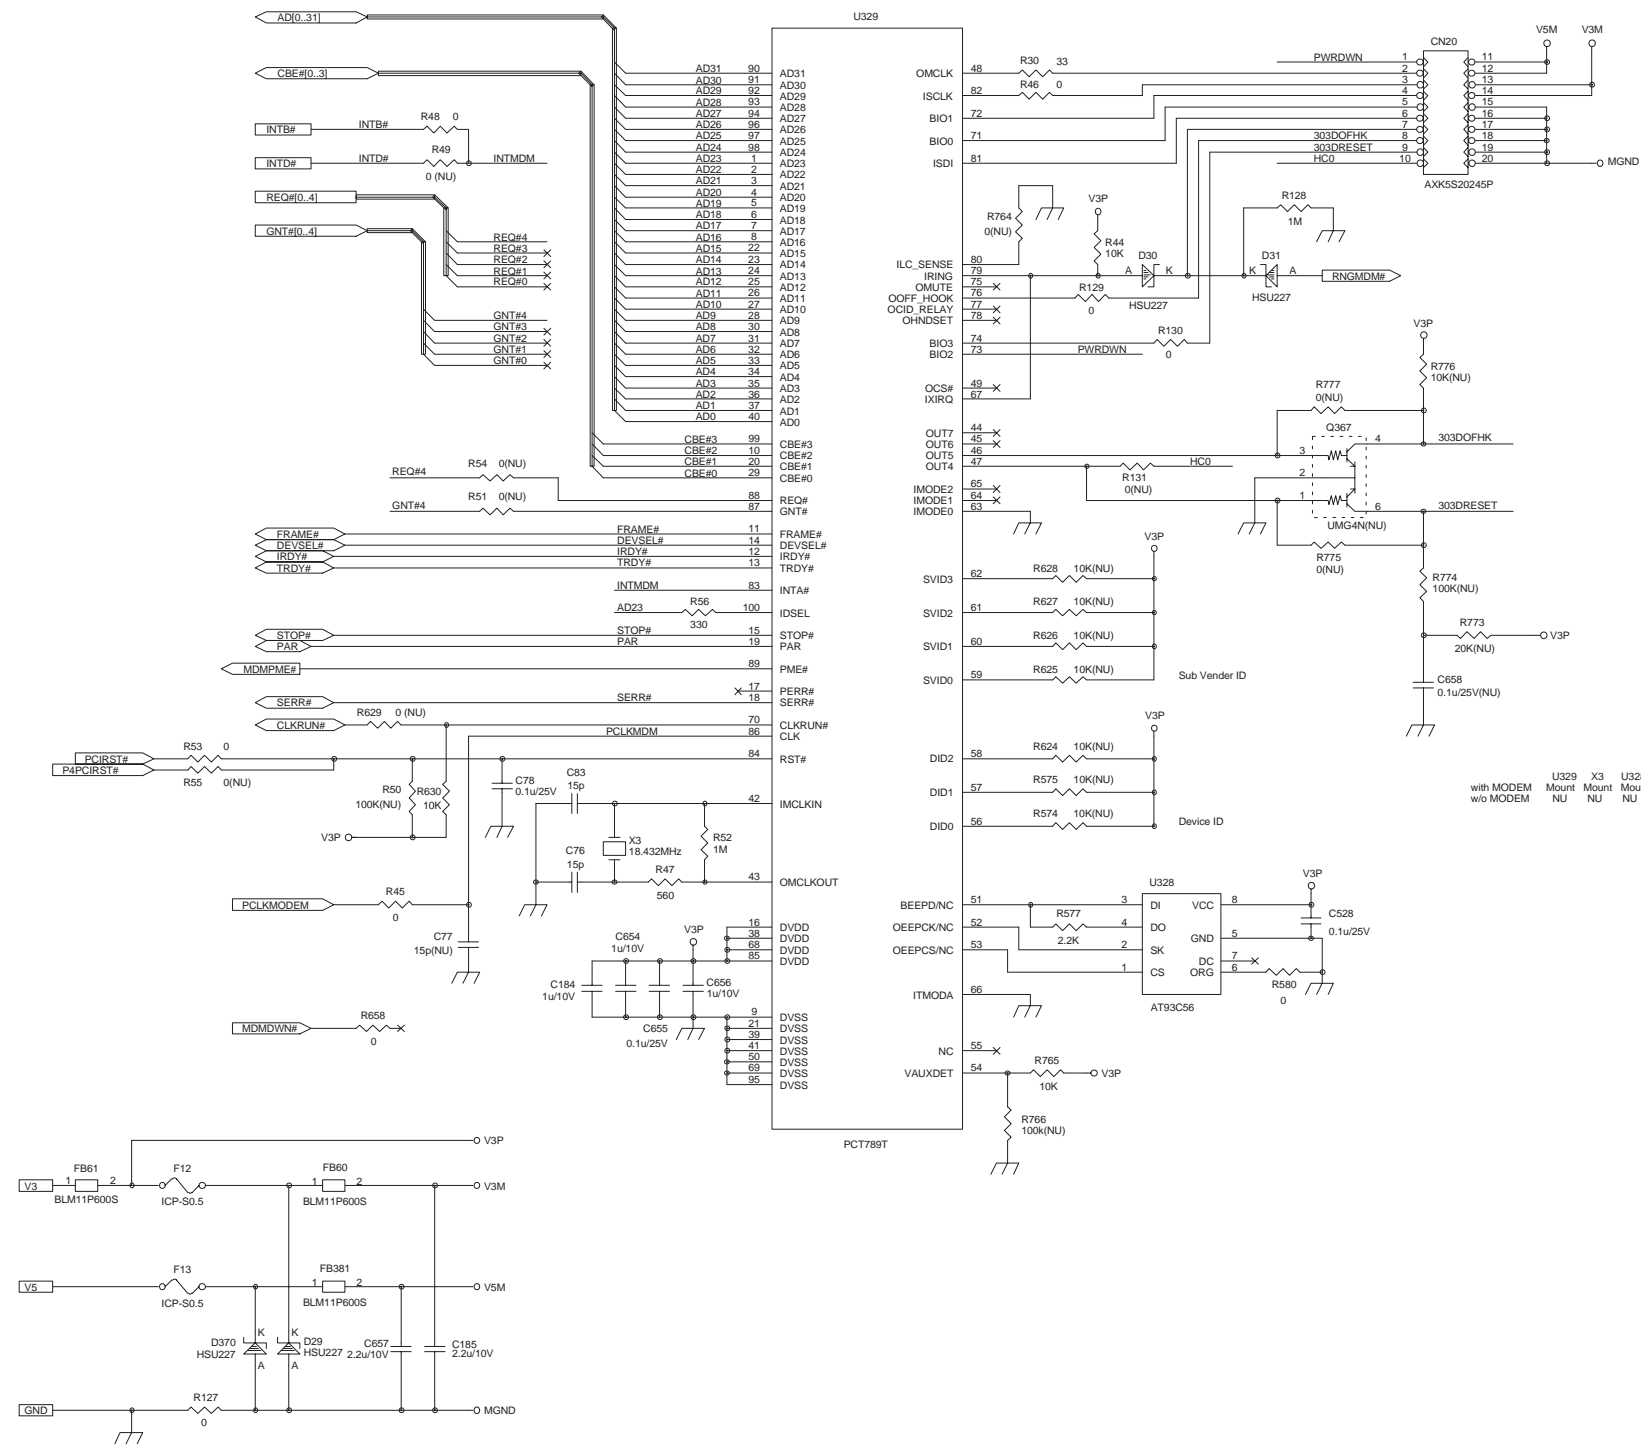 U329
AD[0..31]
CBE#[0..3]
INTB#
INTB#
R48 0
INTD#
INTD#
R49
0 (NU)
INTMDM
REQ#[0..4]
GNT#[0..4]
REQ#4
REQ#3
REQ#2
REQ#1
REQ#0
GNT#4
GNT#3
GNT#2
GNT#1
GNT#0
AD31 90 AD31
AD30 91 AD30
AD29 92 AD29
AD28 93 AD28
AD27 94 AD27
AD26 96 AD26
AD25 97 AD25
AD24 98 AD24
AD23 1 AD23
AD22 2 AD22
AD21 3 AD21
AD20 4 AD20
AD19 5 AD19
AD18 6 AD18
AD17 7 AD17
AD16 8 AD16
AD15 22 AD15
AD14 23 AD14
AD13 24 AD13
AD12 25 AD12
AD11 26 AD11
AD10 27 AD10
AD9 28 AD9
AD8 30 AD8
AD7 31 AD7
AD6 32 AD6
AD5 33 AD5
AD4 34 AD4
AD3 35 AD3
AD2 36 AD2
AD1 37 AD1
AD0 40 AD0
CBE#3 99 CBE#3
CBE#2 10 CBE#2
CBE#1 20 CBE#1
CBE#0 29 CBE#0
REQ#4 R54 0(NU) 88 REQ#
GNT#4 R51 0(NU) 87 GNT#
FRAME# FRAME# 11 FRAME#
DEVSEL# DEVSEL# 14 DEVSEL#
IRDY# IRDY# 12 IRDY#
TRDY# TRDY# 13 TRDY#
INTMDM 83 INTA#
AD23 R56 330 100 IDSEL
STOP# STOP# 15 STOP#
PAR PAR 19 PAR
MDMPME# 89 PME#
17 PERR#
SERR# SERR# 18 SERR#
CLKRUN# R629 0 (NU) 70 CLKRUN#
PCLKMDM 86 CLK
PCIRST# R53 0 84 RST#
P4PCIRST# R55 0(NU)
R50
100K(NU)
R630
10K
V3P
C78
0.1u/25V
C83
15p
42 IMCLKIN
X3
18.432MHz
R52
1M
C76
15p
R47
560
43 OMCLKOUT
PCLKMODEM R45
0
C77
15p(NU)
16 DVDD
38 DVDD
68 DVDD
85 DVDD
V3P
C654
1u/10V
C184
1u/10V
C656
1u/10V
C655
0.1u/25V
9 DVSS
21 DVSS
39 DVSS
41 DVSS
50 DVSS
69 DVSS
95 DVSS
MDMDWN# R658
0
PCT789T
OMCLK 48 R30 33
ISCLK 82 R46 0
BIO1 72
BIO0 71
ISDI 81
ILC_SENSE 80
IRING 79
OMUTE 75
OOFF_HOOK 76
OCID_RELAY 77
OHNDSET 78
BIO3 74
BIO2 73 PWRDWN
OCS# 49
IXIRQ 67
OUT7 44
OUT6 45
OUT5 46
OUT4 47
IMODE2 65
IMODE1 64
IMODE0 63
R764
0(NU)
V3P
R44
10K
R129
0
A D30 K
HSU227
K D31 A
HSU227
RNGMDM#
R128
1M
R130
0
CN20
PWRDWN 1
2
3
4
5
6
7
303DOFHK 8
303DRESET 9
HC0 10
11
12
13
14
15
16
17
18
19
20
V5M
V3M
MGND
AXK5S20245P
V3P
R776
10K(NU)
R777
0(NU)
Q367
3
2
1
4 303DOFHK
6 303DRESET
UMG4N(NU)
R131
0(NU)
HC0
R775
0(NU)
R774
100K(NU)
R773
20K(NU)
V3P
C658
0.1u/25V(NU)
V3P
SVID3 62 R628 10K(NU)
SVID2 61 R627 10K(NU)
SVID1 60 R626 10K(NU)
SVID0 59 R625 10K(NU)
Sub Vender ID
V3P
DID2 58 R624 10K(NU)
DID1 57 R575 10K(NU)
DID0 56 R574 10K(NU)
Device ID
U329 X3
with MODEM Mount Mount
w/o MODEM NU NU NU
BEEPD/NC 51
OEEPCK/NC 52
OEEPCS/NC 53
ITMODA 66
NC 55
VAUXDET 54
R577
2.2K
U328
3 DI VCC 8
4 DO
GND 5
2 SK
DC 7
1 CS ORG 6
AT93C56
V3P
C528
0.1u/25V
R580
0
R765
10K
V3P
R766
100k(NU)
V3P
V3 1 FB61 2
BLM11P600S
F12
ICP-S0.5
1 FB60 2
BLM11P600S
V3M
V5
F13
ICP-S0.5
1 FB381 2
BLM11P600S
V5M
D370
HSU227
K
A
K
A
D29
HSU227
C657
2.2u/10V
C185
2.2u/10V
GND
R127
0
MGND